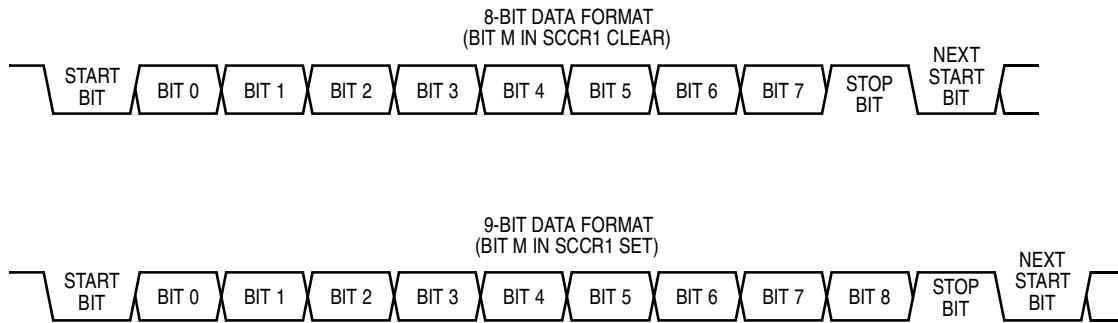 8-BIT DATA FORMAT
(BIT M IN SCCR1 CLEAR)
START
BIT
BIT 0
BIT 1
BIT 2
BIT 3
BIT 4
BIT 5
BIT 6
BIT 7
STOP
BIT
NEXT
START
BIT
9-BIT DATA FORMAT
(BIT M IN SCCR1 SET)
START
BIT
BIT 0
BIT 1
BIT 2
BIT 3
BIT 4
BIT 5
BIT 6
BIT 7
BIT 8
STOP
BIT
NEXT
START
BIT